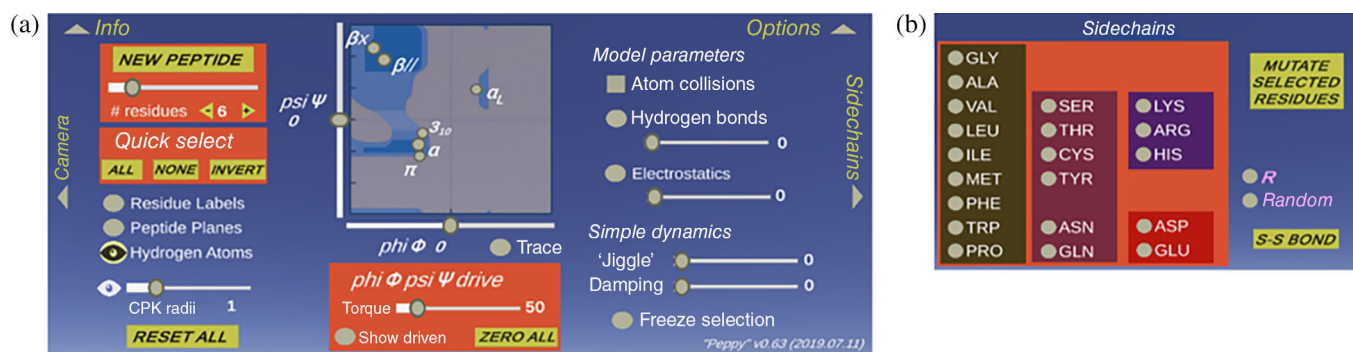 (a)
Info
NEW PEPTIDE
# residues 6
Quick select
ALL NONE INVERT
Residue Labels
Peptide Planes
Hydrogen Atoms
CPK radii 1
RESET ALL
Camera
psi Ψ
0
βx
β//
αL
3₁₀
α
π
phi Φ 0
Trace
phi Φ psi Ψ drive
Torque 50
Show driven ZERO ALL
Options
Model parameters
Atom collisions
Hydrogen bonds
0
Electrostatics
0
Simple dynamics
'Jiggle' 0
Damping 0
Freeze selection
"Peppy" v0.63 (2019.07.11)
Sidechains
(b)
Sidechains
GLY
ALA
VAL
LEU
ILE
MET
PHE
TRP
PRO
SER
THR
CYS
TYR
ASN
GLN
LYS
ARG
HIS
ASP
GLU
MUTATE
SELECTED
RESIDUES
R
Random
S-S BOND